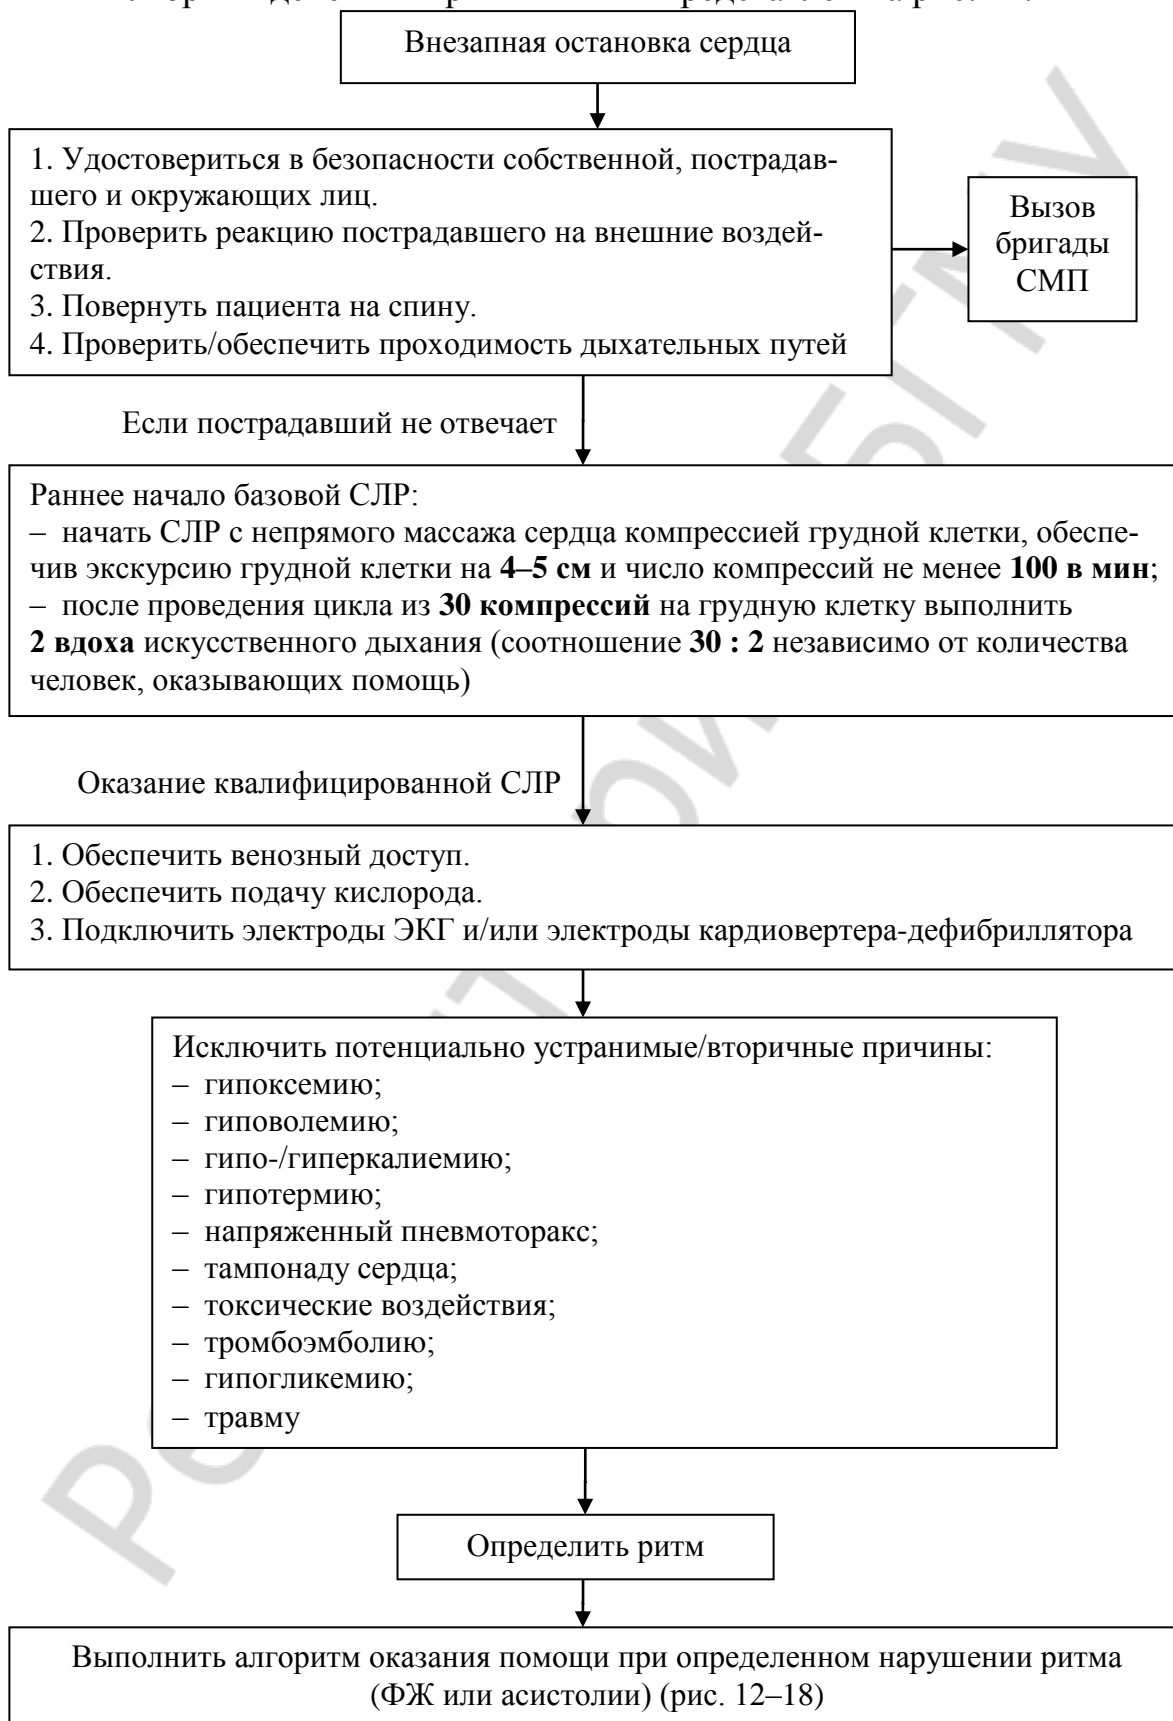 Внезапная остановка сердца
1. Удостовериться в безопасности собственной, пострадав-
шего и окружающих лиц.
2. Проверить реакцию пострадавшего на внешние воздей-
ствия.
3. Повернуть пациента на спину.
4. Проверить/обеспечить проходимость дыхательных путей
Вызов
бригады
СМП
Если пострадавший не отвечает
Раннее начало базовой СЛР:
– начать СЛР с непрямого массажа сердца компрессией грудной клетки, обеспе-
чив экскурсию грудной клетки на 4–5 см и число компрессий не менее 100 в мин;
– после проведения цикла из 30 компрессий на грудную клетку выполнить
2 вдоха искусственного дыхания (соотношение 30 : 2 независимо от количества
человек, оказывающих помощь)
Оказание квалифицированной СЛР
1. Обеспечить венозный доступ.
2. Обеспечить подачу кислорода.
3. Подключить электроды ЭКГ и/или электроды кардиовертера-дефибриллятора
Исключить потенциально устранимые/вторичные причины:
– гипоксемию;
– гиповолемию;
– гипо-/гиперкалиемию;
– гипотермию;
– напряженный пневмоторакс;
– тампонаду сердца;
– токсические воздействия;
– тромбоэмболию;
– гипогликемию;
– травму
Определить ритм
Выполнить алгоритм оказания помощи при определенном нарушении ритма
(ФЖ или асистолии) (рис. 12–18)
БГМУ